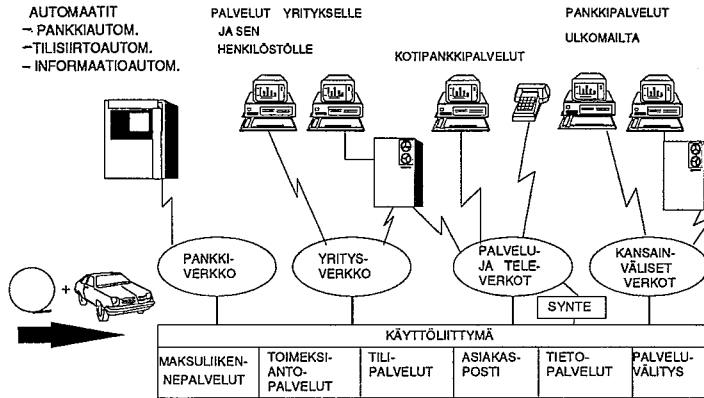 AUTOMAATIT
- PANKKIAUTOM.
-TILISIIRTOAUTOM.
- INFORMAATIOAUTOM.
PALVELUT YRITYKSELLE
JA SEN
HENKILÖSTÖLLE
KOTIPANKKIPALVELUT
PANKKIPALVELUT
ULKOMAILTA
PANKKI-
VERKKO
YRITYS-
VERKKO
PALVELU-
JA TELE-
VERKOT
KANSAIN-
VÄLISET
VERKOT
+
SYNTE
KÄYTTÖLIITTYMÄ
MAKSULIIKEN-
NEPALVELUT
TOIMEKSI-
ANTO-
PALVELUT
TILI-
PALVELUT
ASIAKAS-
POSTI
TIETO-
PALVELUT
PALVELU-
VÄLITYS